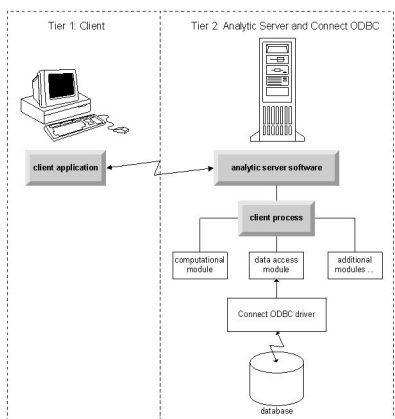 Tier 1: Client
Tier 2: Analytic Server and Connect ODBC
client application
analytic server software
client process
computational
module
data access
module
additional
modules ...
Connect ODBC driver
database